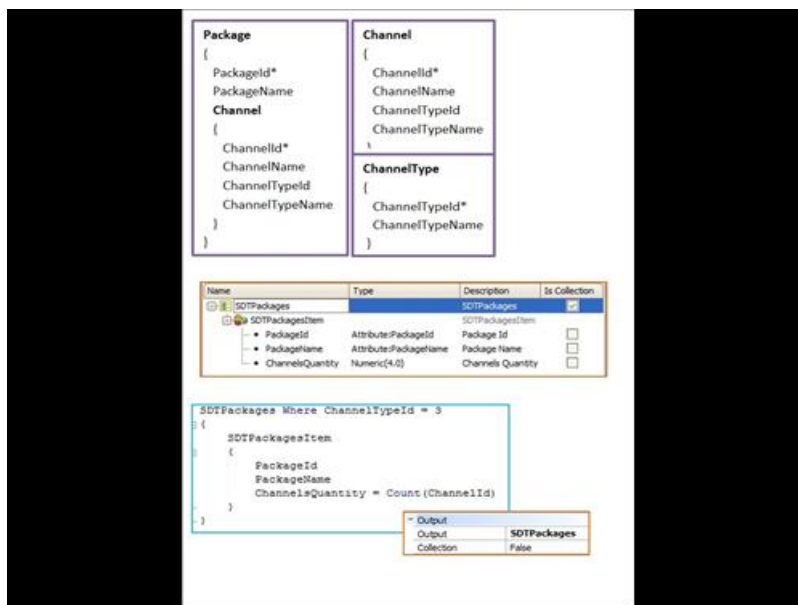 Package
{
PackageId*
PackageName
Channel
{
ChannelId*
ChannelName
ChannelTypeId
ChannelTypeName
}
}
Channel
{
ChannelId*
ChannelName
ChannelTypeId
ChannelTypeName
}
ChannelType
{
ChannelTypeId*
ChannelTypeName
}
Name Type Description Is Collection
SDTPackages SDTPackages
SDTPackagesItem SDTPackagesItem
PackageId Attribute:PackageId Package Id
PackageName Attribute:PackageName Package Name
ChannelsQuantity Numeric(4.0) Channels Quantity
SDTPackages Where ChannelTypeId = 3
{
SDTPackagesItem
{
PackageId
PackageName
ChannelsQuantity = Count(ChannelId)
}
}
Output
Output SDTPackages
Collection False